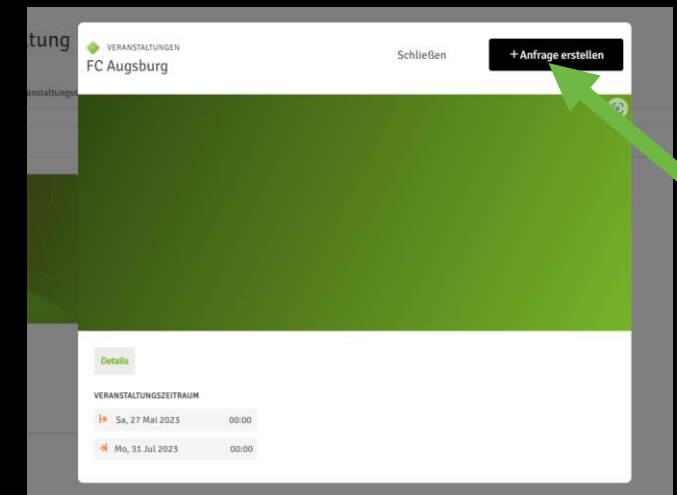 tung
anstaltungss
VERANSTALTUNGEN
FC Augsburg
Schließen
+Anfrage erstellen
Details
VERANSTALTUNGSZEITRAUM
Sa, 27 Mai 2023 00:00
Mo, 31 Jul 2023 00:00